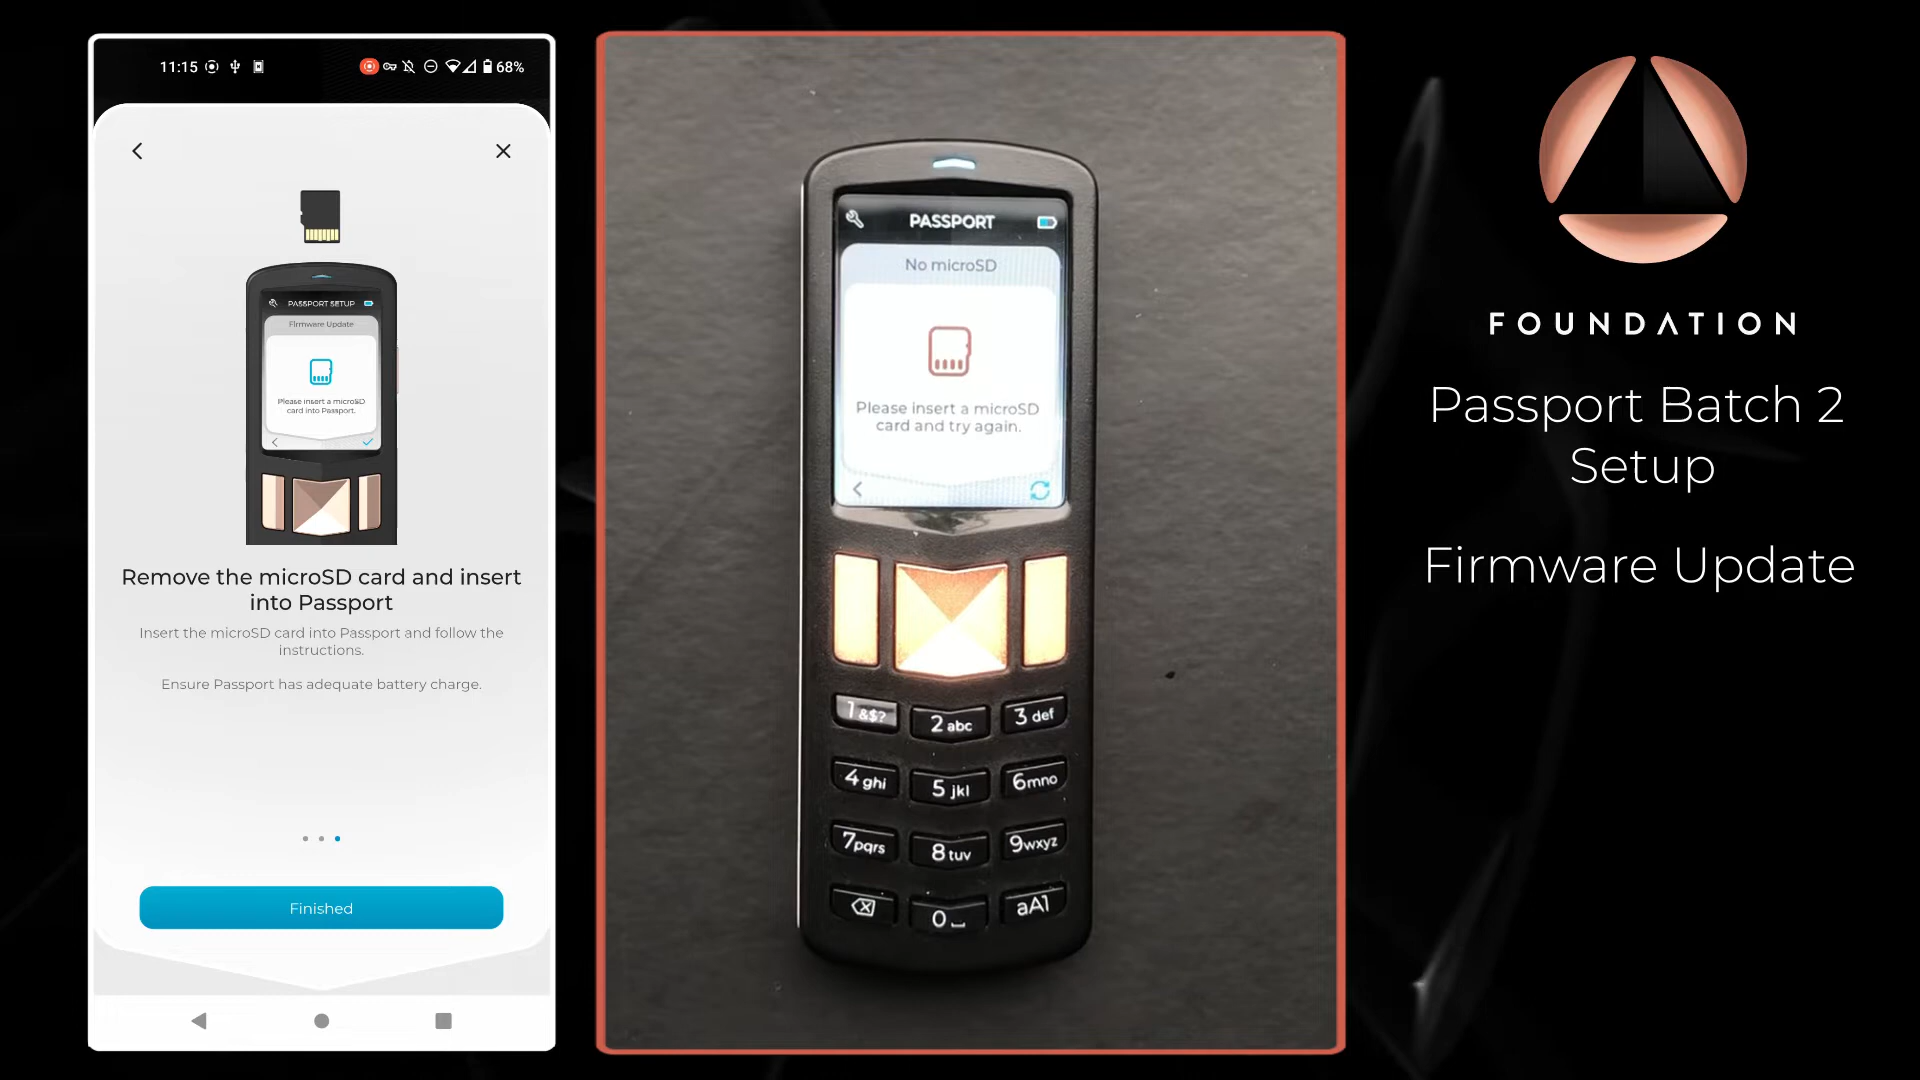 11:15
68%
PASSPORT SETUP
Firmware Update
Please insert a microSD
card into Passport.
Remove the microSD card and insert
into Passport
Insert the microSD card into Passport and follow the
instructions.
Ensure Passport has adequate battery charge.
Finished
PASSPORT
No microSD
Please insert a microSD
card and try again.
1 &$?
2 abc
3 def
4 ghi
5 jkl
6 mno
7 pqrs
8 tuv
9 wxyz
0
aA1
FOUNDATION
Passport Batch 2
Setup
Firmware Update